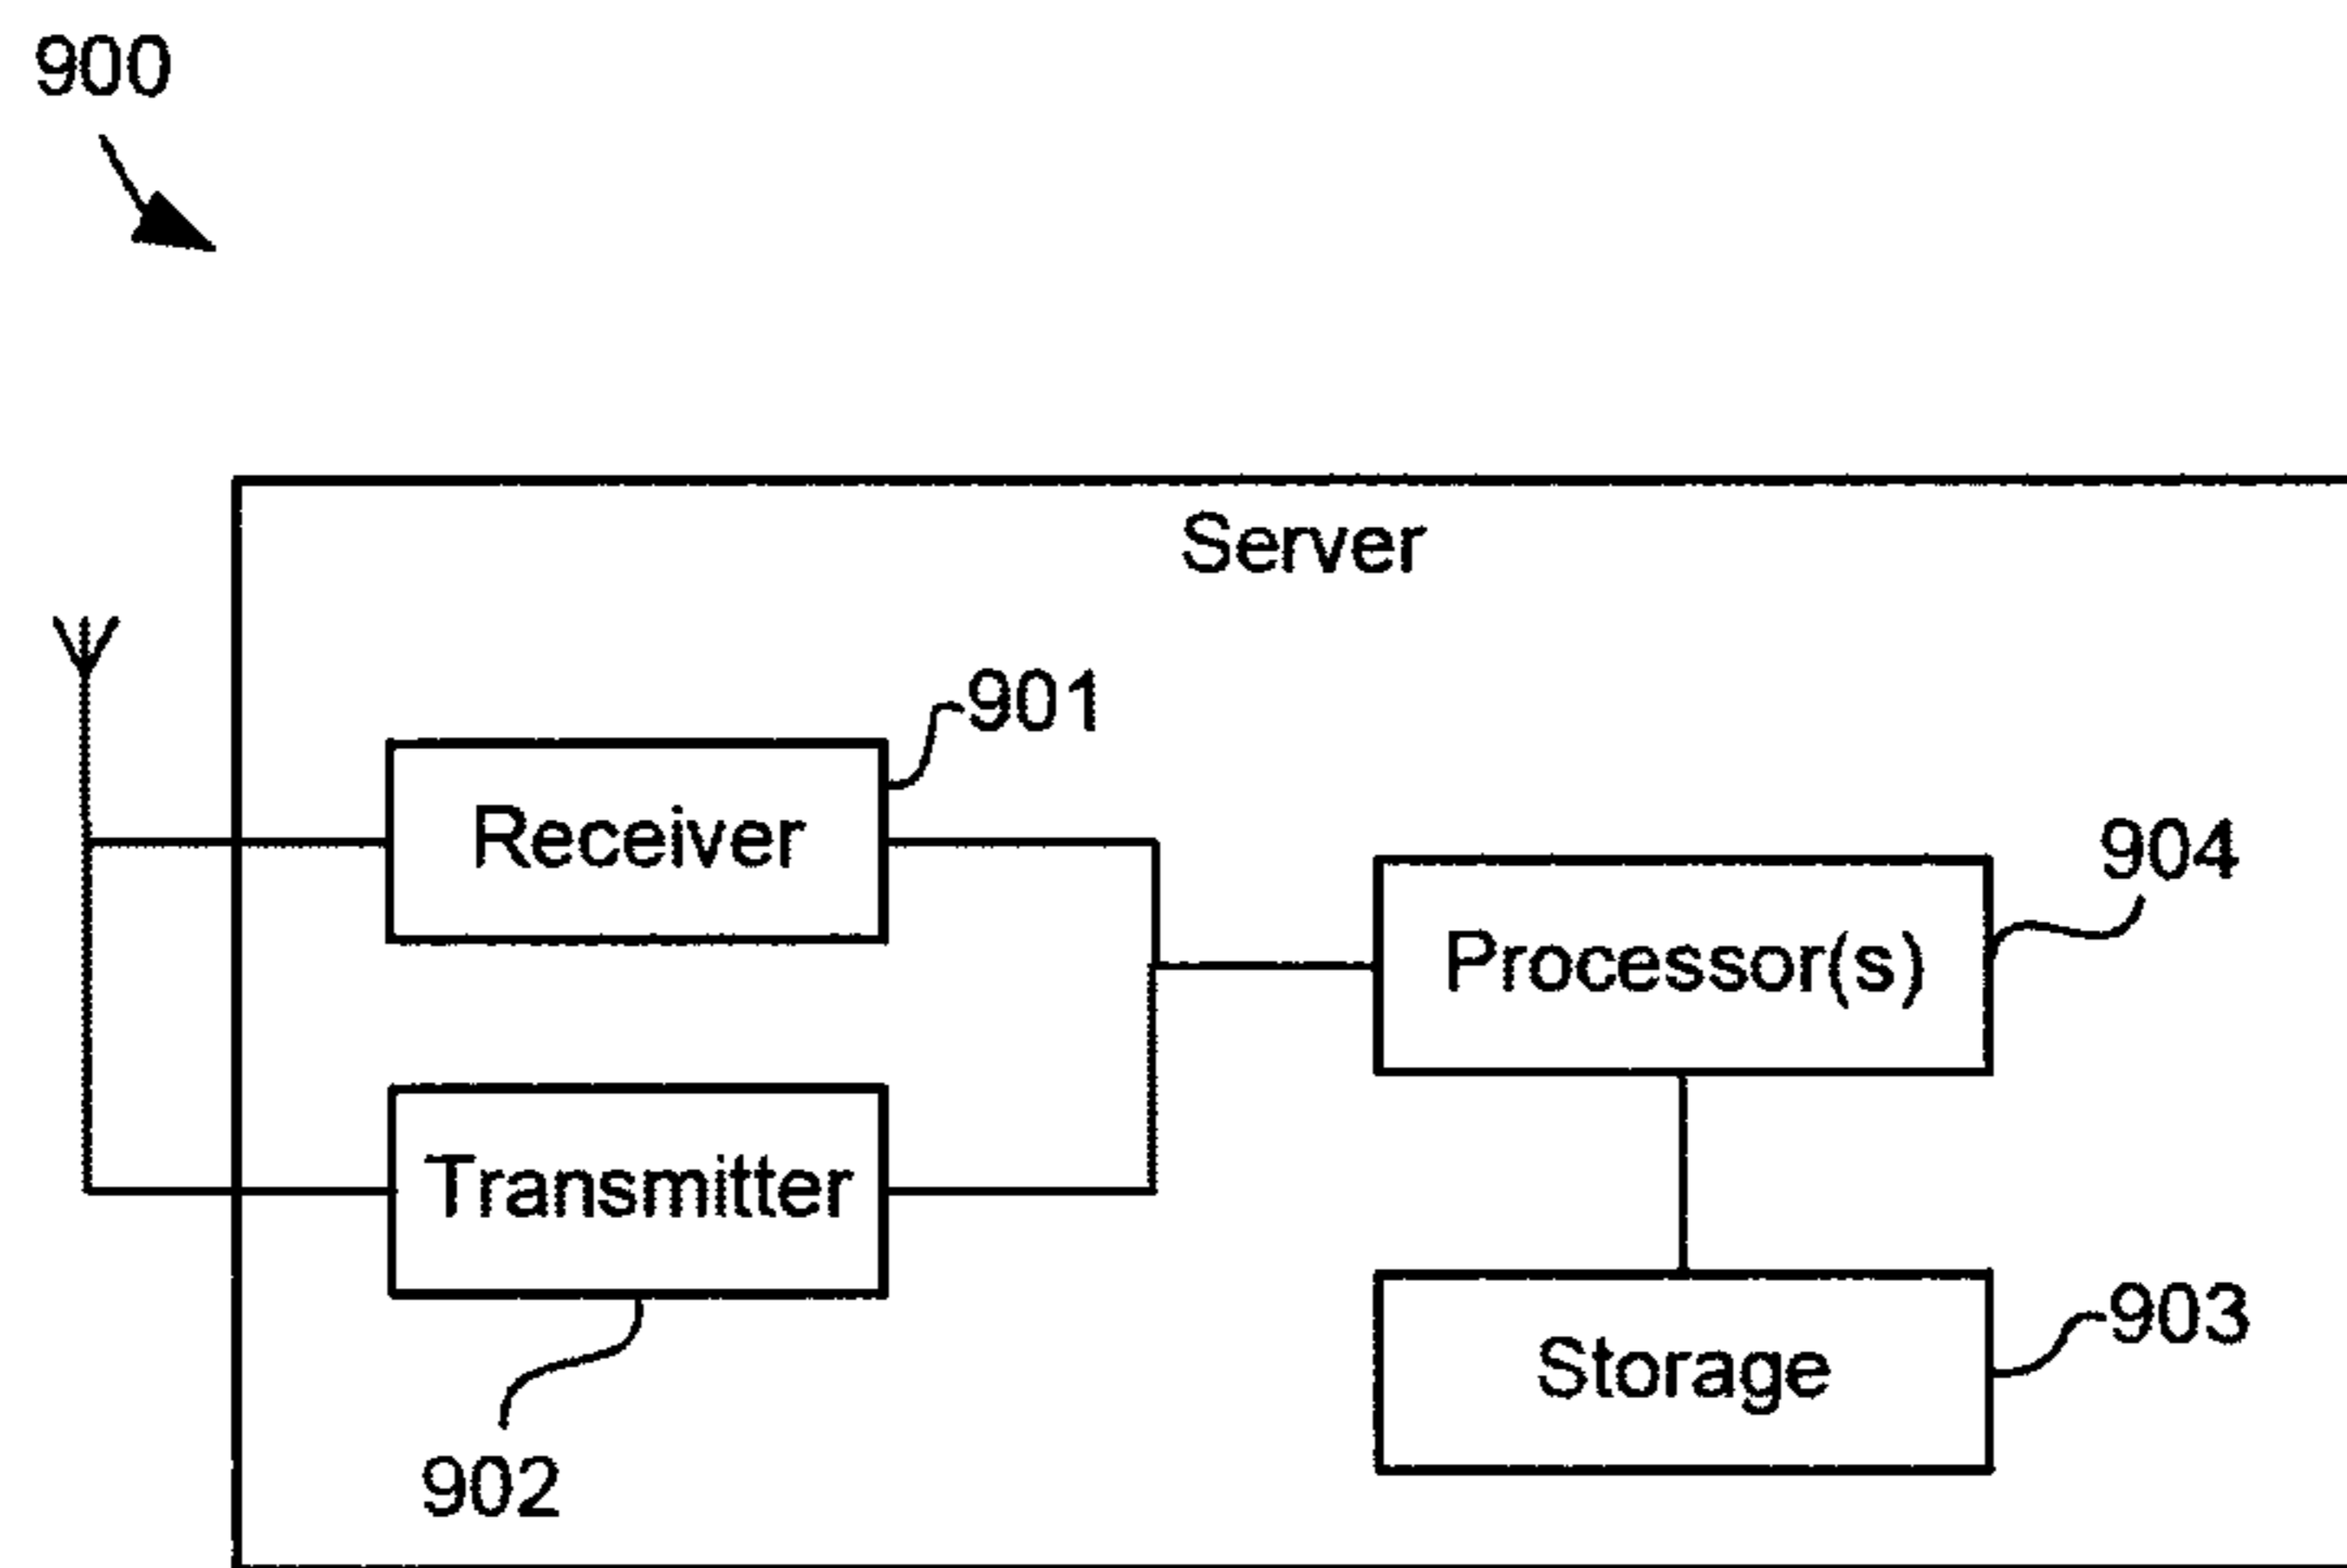 900
Server
901
Receiver
904
Processor(s)
Transmitter
903
Storage
902